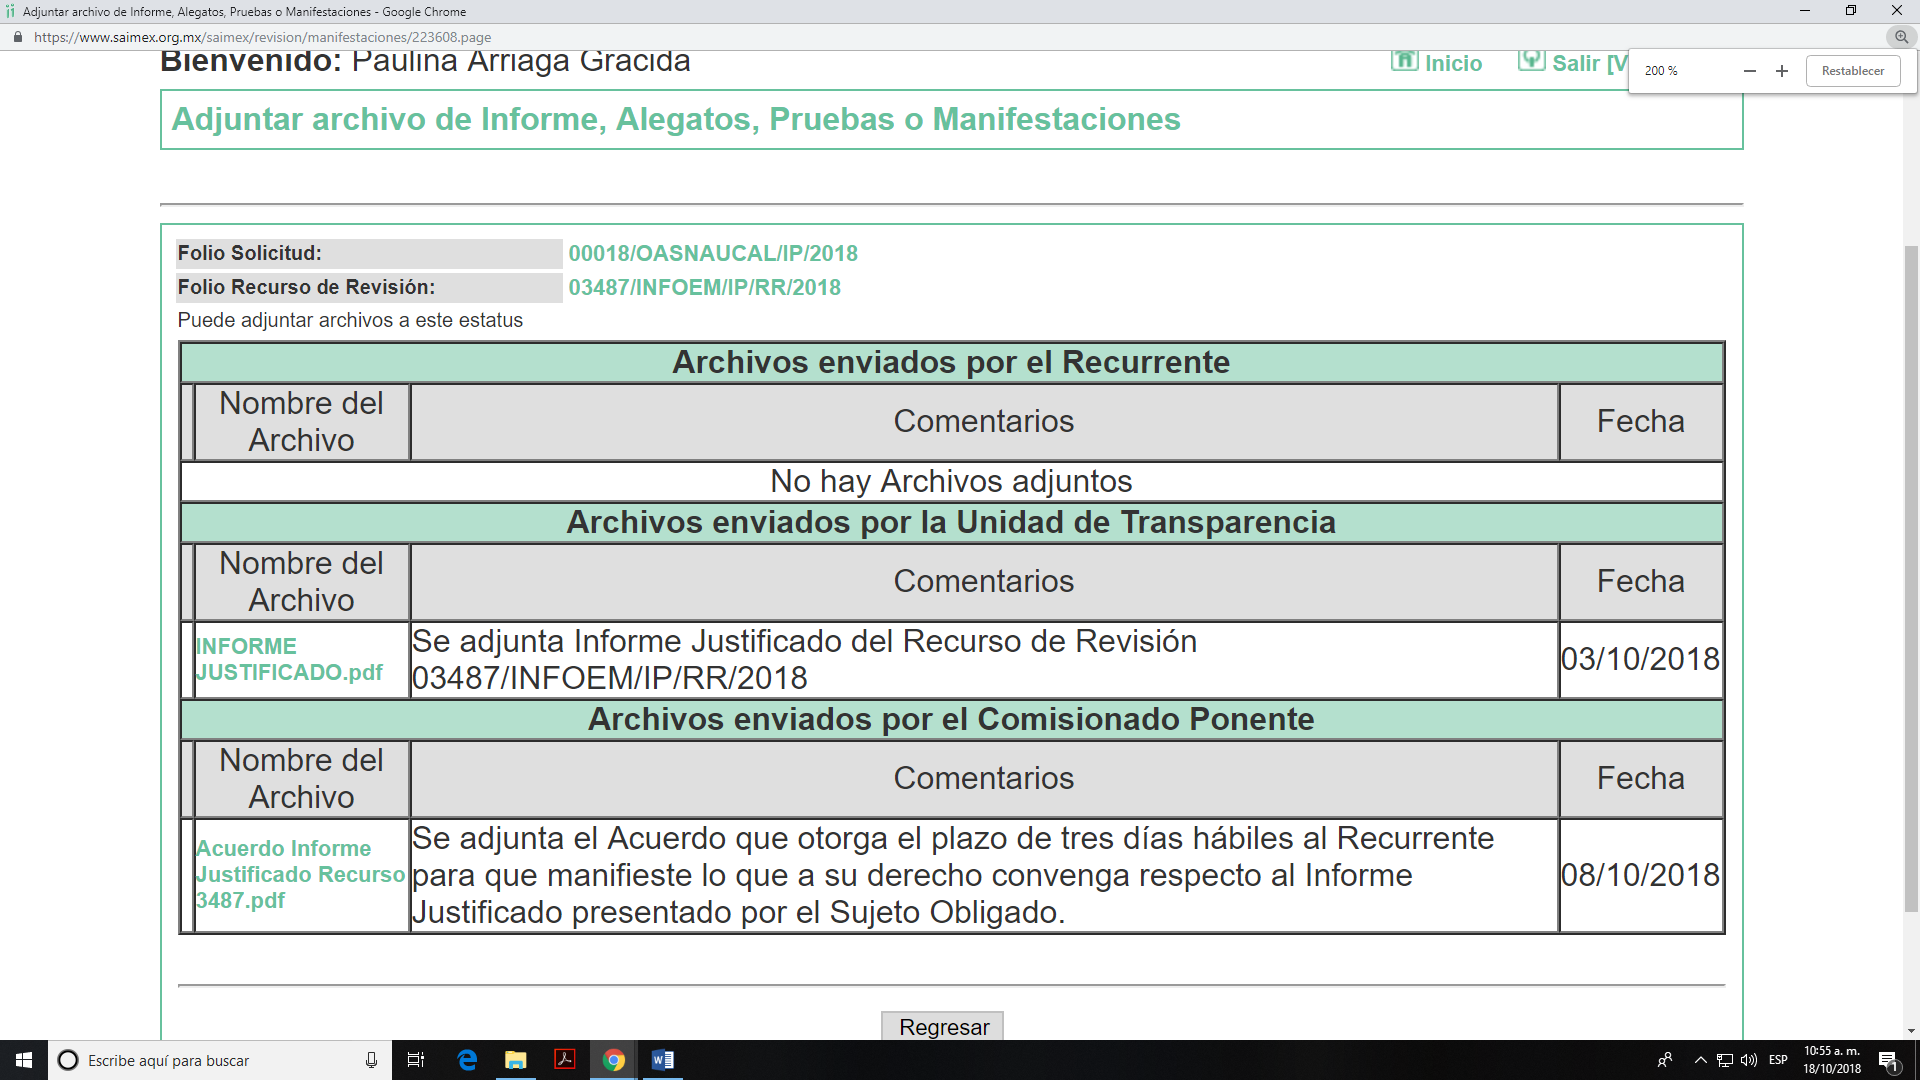 Adjuntar archivo de Informe, Alegatos, Pruebas o Manifestaciones - Google Chrome
https://www.saimex.org.mx/saimex/revision/manifestaciones/223608.page
Bienvenido: Paulina Arriaga Gracida
Inicio
Salir [V
200 %
Restablecer
Adjuntar archivo de Informe, Alegatos, Pruebas o Manifestaciones
Folio Solicitud: 00018/OASNAUCAL/IP/2018
Folio Recurso de Revisión: 03487/INFOEM/IP/RR/2018
Puede adjuntar archivos a este estatus
Archivos enviados por el Recurrente
Nombre del
Archivo
Comentarios
Fecha
No hay Archivos adjuntos
Archivos enviados por la Unidad de Transparencia
Nombre del
Archivo
Comentarios
Fecha
INFORME
JUSTIFICADO.pdf
Se adjunta Informe Justificado del Recurso de Revisión
03487/INFOEM/IP/RR/2018
03/10/2018
Archivos enviados por el Comisionado Ponente
Nombre del
Archivo
Comentarios
Fecha
Acuerdo Informe
Justificado Recurso
3487.pdf
Se adjunta el Acuerdo que otorga el plazo de tres días hábiles al Recurrente
para que manifieste lo que a su derecho convenga respecto al Informe
Justificado presentado por el Sujeto Obligado.
08/10/2018
Regresar
Escribe aquí para buscar
ESP
10:55 a. m.
18/10/2018
1